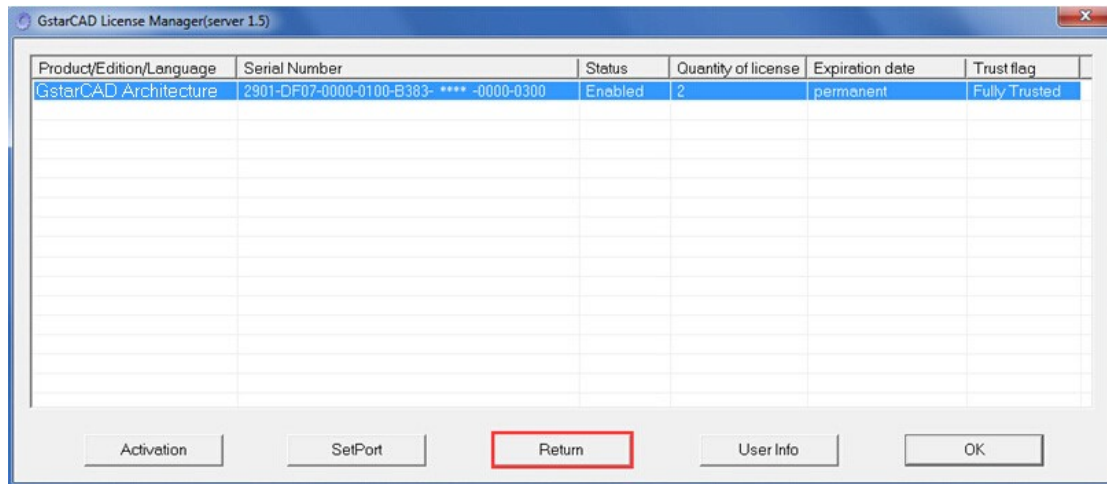 GstarCAD License Manager(server 1.5)
Product/Edition/Language Serial Number Status Quantity of license Expiration date Trust flag
GstarCAD Architecture 2901-DF07-0000-0100-B383- **** -0000-0300 Enabled 2 permanent Fully Trusted
Activation SetPort Return User Info OK